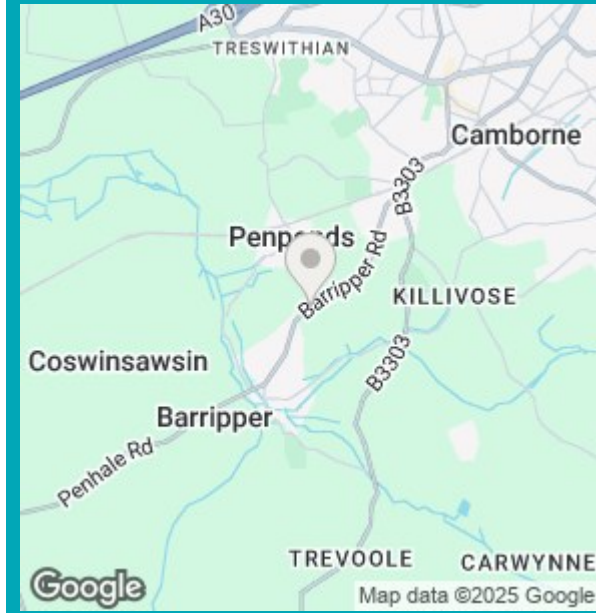 A30
TRESWITHIAN
Camborne
B3303
Penponds
Barripper Rd
KILLIVOSE
Coswinsawsin
B3303
Barripper
Penhale Rd
TREVOOLE
CARWYNNE
Google
Map data ©2025 Google